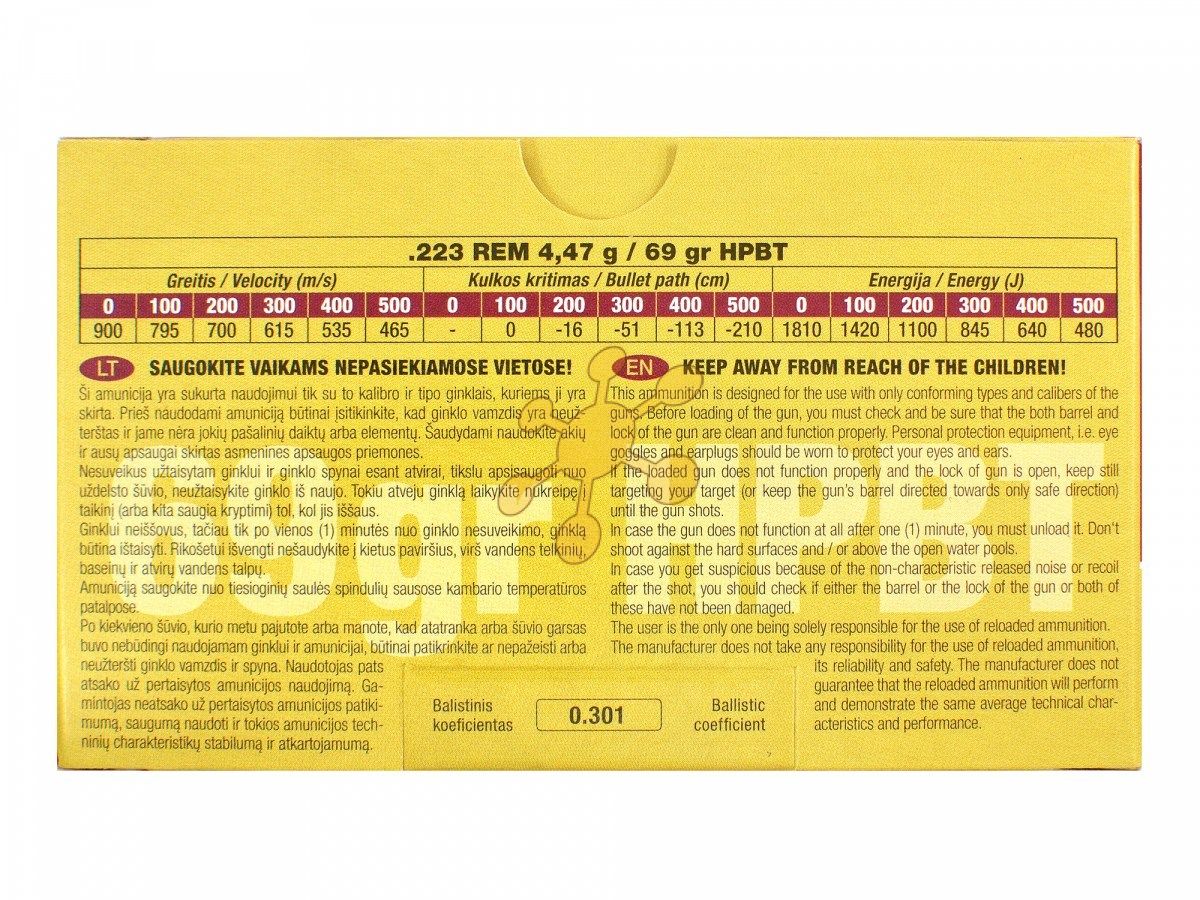 .223 REM 4,47 g / 69 gr HPBT
Greitis / Velocity (m/s) Kulkos kritimas / Bullet path (cm) Energija / Energy (J)
0 100 200 300 400 500 0 100 200 300 400 500 0 100 200 300 400 500
900 795 700 615 535 465 - 0 -16 -51 -113 -210 1810 1420 1100 845 640 480
LT SAUGOKITE VAIKAMS NEPASIEKIAMOSE VIETOSE!
Ši amunicija yra sukurta naudojimui tik su to kalibro ir tipo ginklais, kuriems ji yra
skirta. Prieš naudodami amuniciją būtinai įsitikinkite, kad ginklo vamzdis yra neuž-
terštas ir jame nėra jokių pašalinių daiktų arba elementų. Šaudydami naudokite akių
ir ausų apsaugai skirtas asmenines apsaugos priemones.
Nesuveikus užtaisytam ginklui ir ginklo spynai esant atvirai, tikslu apsisaugoti nuo
uždelsto šūvio, neužtaisykite ginklo iš naujo. Tokiu atveju ginklą laikykite nukreipę į
taikinį (arba kita saugia kryptimi) tol, kol jis iššaus.
Ginklui neiššovus, tačiau tik po vienos (1) minutės nuo ginklo nesuveikimo, ginklą
būtina ištaisyti. Rikošetui išvengti nešaudykite į kietus paviršius, virš vandens telkinių,
baseinų ir atvirų vandens talpų.
Amuniciją saugokite nuo tiesioginių saulės spindulių sausose kambario temperatūros
patalpose.
Po kiekvieno šūvio, kurio metu pajutote arba manote, kad atatranka arba šūvio garsas
buvo nebūdingi naudojamam ginklui ir amunicijai, būtinai patikrinkite ar nepažeisti arba
neužteršti ginklo vamzdis ir spyna. Naudotojas pats
atsako už pertaisytos amunicijos naudojimą. Ga-
mintojas neatsako už pertaisytos amunicijos patiki-
mumą, saugumą naudoti ir tokios amunicijos tech-
ninių charakteristikų stabilumą ir atkartojamumą.
EN KEEP AWAY FROM REACH OF THE CHILDREN!
This ammunition is designed for the use with only conforming types and calibers of the
guns. Before loading of the gun, you must check and be sure that the both barrel and
lock of the gun are clean and function properly. Personal protection equipment, i.e. eye
goggles and earplugs should be worn to protect your eyes and ears.
If the loaded gun does not function properly and the lock of gun is open, keep still
targeting your target (or keep the gun's barrel directed towards only safe direction)
until the gun shots.
In case the gun does not function at all after one (1) minute, you must unload it. Don't
shoot against the hard surfaces and / or above the open water pools.
In case you get suspicious because of the non-characteristic released noise or recoil
after the shot, you should check if either the barrel or the lock of the gun or both of
these have not been damaged.
The user is the only one being solely responsible for the use of reloaded ammunition.
The manufacturer does not take any responsibility for the use of reloaded ammunition,
its reliability and safety. The manufacturer does not
guarantee that the reloaded ammunition will perform
and demonstrate the same average technical char-
acteristics and performance.
69gr HPBT
Balistinis
koeficientas
0.301
Ballistic
coefficient